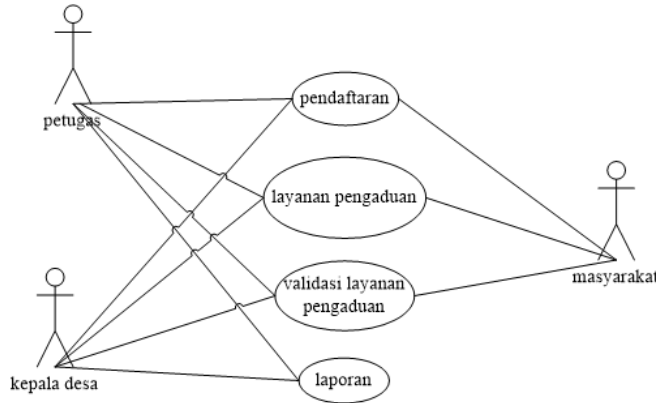 pendaftaran
petugas
layanan pengaduan
masyarakat
validasi layanan
pengaduan
kepala desa
laporan